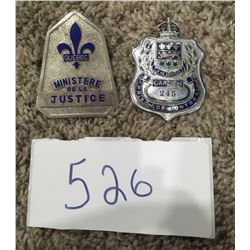 QUEBEC
MINISTERE
DE LA
JUSTICE
GARDIEN
245
526